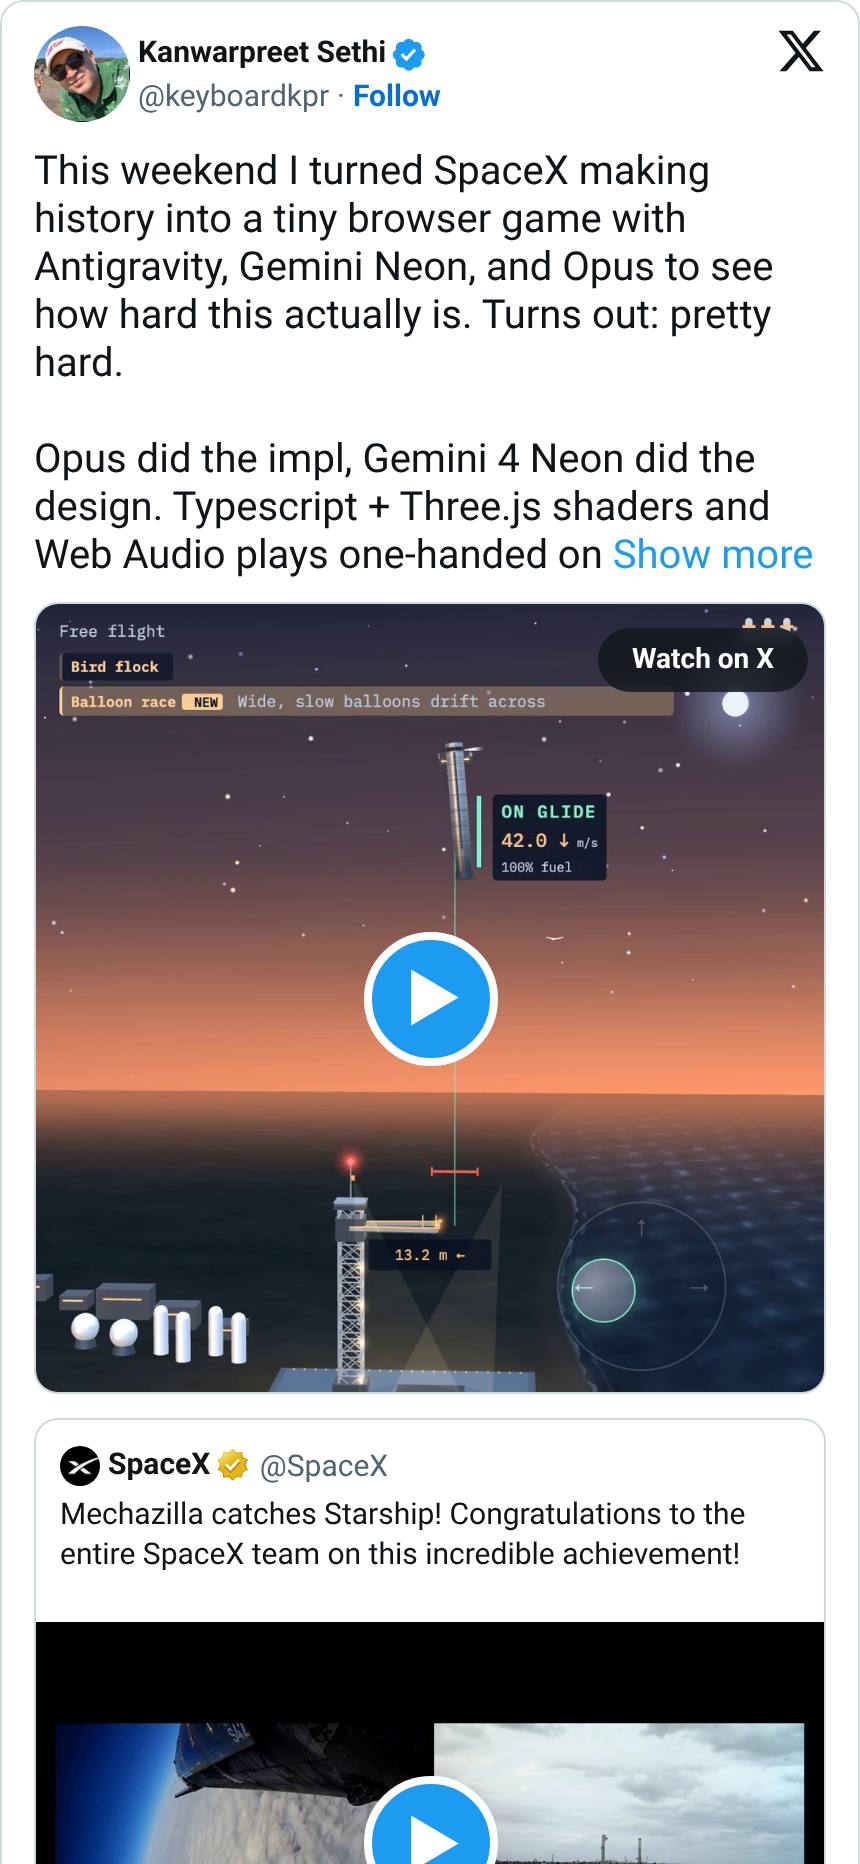 Kanwarpreet Sethi
@keyboardkpr · Follow
This weekend I turned SpaceX making
history into a tiny browser game with
Antigravity, Gemini Neon, and Opus to see
how hard this actually is. Turns out: pretty
hard.
Opus did the impl, Gemini 4 Neon did the
design. Typescript + Three.js shaders and
Web Audio plays one-handed on Show more
Free flight
Watch on X
Bird flock
Balloon race NEW Wide, slow balloons drift across
ON GLIDE
42.0 ↓ m/s
100% fuel
13.2 m ←
SpaceX @SpaceX
Mechazilla catches Starship! Congratulations to the
entire SpaceX team on this incredible achievement!